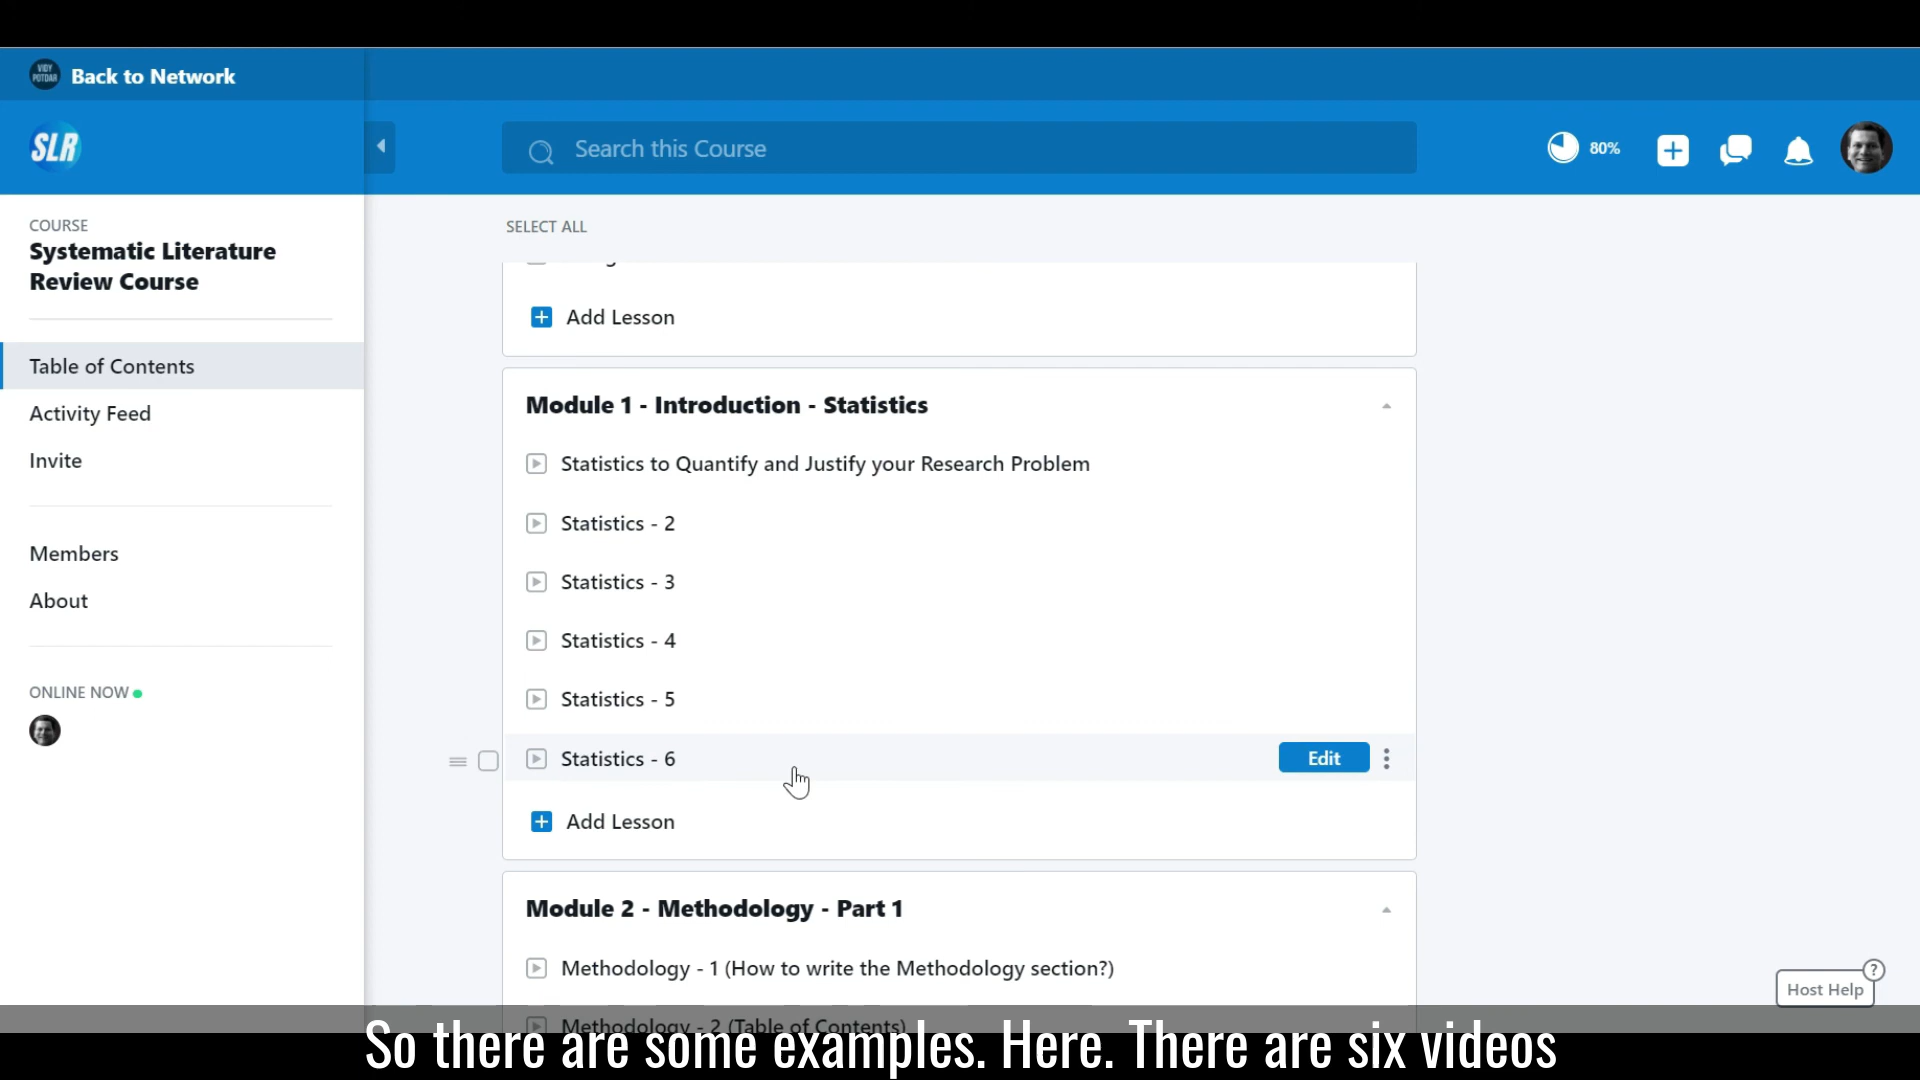 VIDY
POTDAR
Back to Network
SLR
Search this Course
80%
COURSE
Systematic Literature
Review Course
Table of Contents
Activity Feed
Invite
Members
About
ONLINE NOW
SELECT ALL
Add Lesson
Module 1 - Introduction - Statistics
Statistics to Quantify and Justify your Research Problem
Statistics - 2
Statistics - 3
Statistics - 4
Statistics - 5
Statistics - 6
Edit
Add Lesson
Module 2 - Methodology - Part 1
Methodology - 1 (How to write the Methodology section?)
Methodology - 2 (Table of Contents)
?
Host Help
So there are some examples. Here. There are six videos